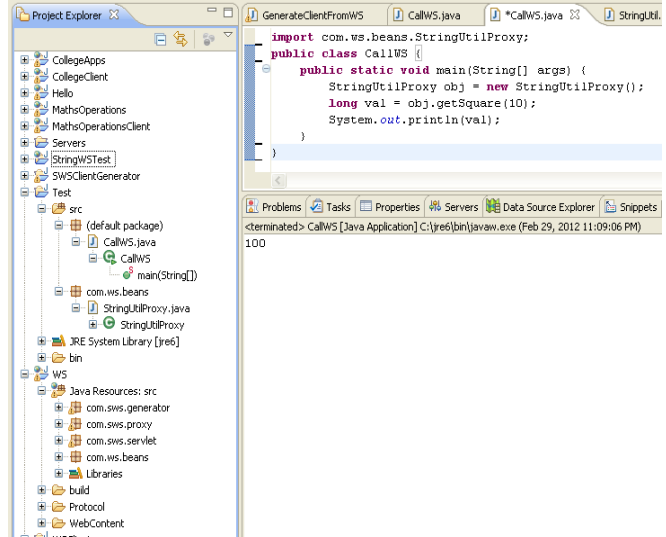 Project Explorer
CollegeApps
CollegeClient
Hello
MathsOperations
MathsOperationsClient
Servers
StringWSTest
SWSClientGenerator
Test
src
(default package)
CallWS.java
CallWS
main(String[])
com.ws.beans
StringUtilProxy.java
StringUtilProxy
JRE System Library [jre6]
bin
WS
Java Resources: src
com.sws.generator
com.sws.proxy
com.sws.servlet
com.ws.beans
Libraries
build
Protocol
WebContent
GenerateClientFromWS CallWS.java *CallWS.java StringUtil.
import com.ws.beans.StringUtilProxy;
public class CallWS {
public static void main(String[] args) {
StringUtilProxy obj = new StringUtilProxy();
long val = obj.getSquare(10);
System.out.println(val);
}
}
Problems Tasks Properties Servers Data Source Explorer Snippets
<terminated> CallWS [Java Application] C:\jre6\bin\javaw.exe (Feb 29, 2012 11:09:06 PM)
100